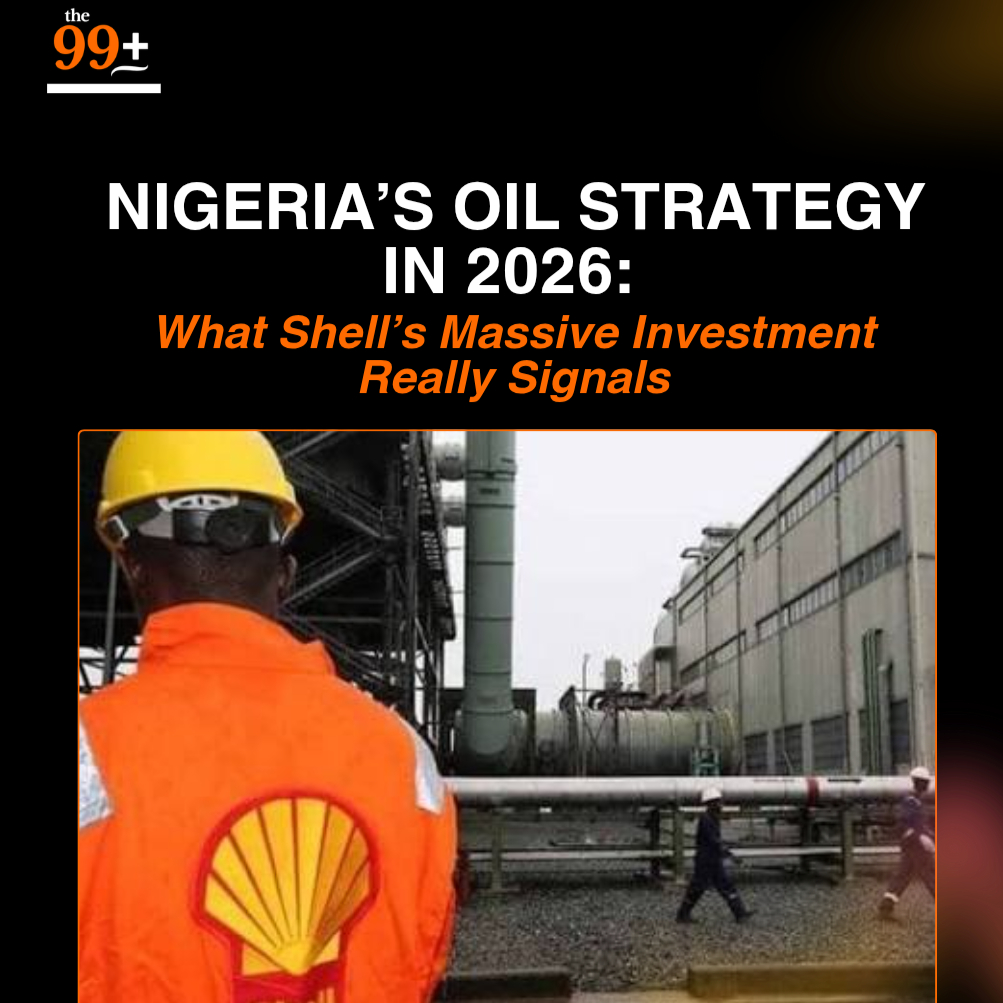 the
99+
NIGERIA’S OIL STRATEGY
IN 2026:
What Shell’s Massive Investment
Really Signals